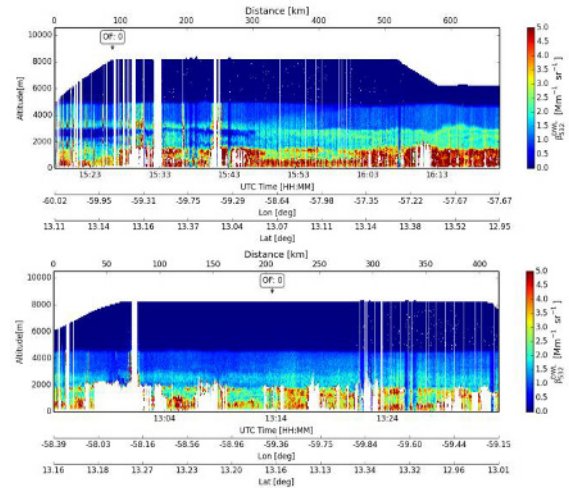 Distance [km]
0 100 200 300 400 500 600
OF: 0
10000
8000
6000
4000
2000
0
Altitude[m]
5.0
4.5
4.0
3.5
3.0
2.5
2.0
1.5
1.0
0.5
0.0
[Mm⁻¹ sr⁻¹]
15:23 15:33 15:43 15:53 16:03 16:13
UTC Time [HH:MM]
-60.02 -59.35 -59.31 -59.75 -59.29 -58.64 -57.98 -57.22 -57.67 -57.67
Lon [deg]
13.11 13.14 13.16 13.37 13.04 13.07 13.11 13.14 13.18 12.95
Lat [deg]
Distance [km]
0 50 100 150 200 250 300 350 400
OF: 0
10000
8000
6000
4000
2000
0
Altitude[m]
5.0
4.5
4.0
3.5
3.0
2.5
2.0
1.5
1.0
0.5
0.0
[Mm⁻¹ sr⁻¹]
13:04 13:14 13:24
UTC Time [HH:MM]
-58.39 -58.03 -58.16 -58.56 -58.96 -59.36 -59.75 -59.84 -59.60 -59.44 -59.15
Lon [deg]
13.16 13.18 13.27 13.23 13.20 13.16 13.13 13.34 13.32 12.96 13.01
Lat [deg]